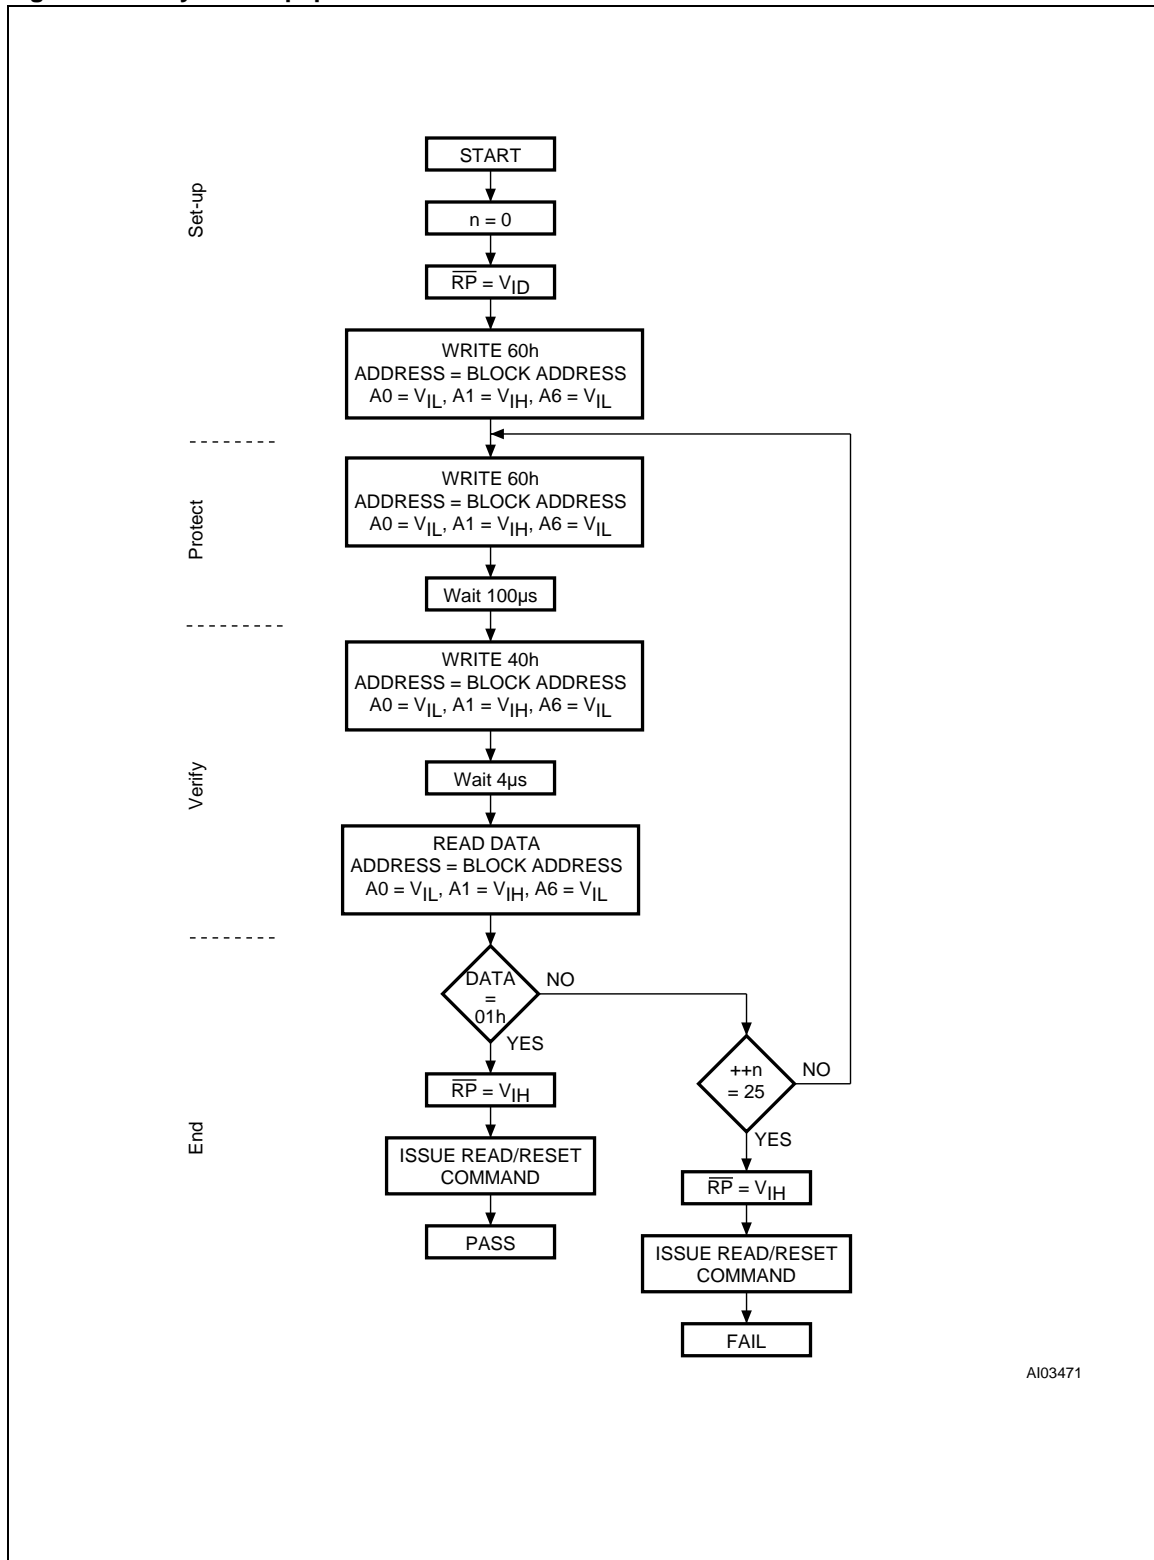 START
Set-up
n = 0
RP = VID
WRITE 60h
ADDRESS = BLOCK ADDRESS
A0 = VIL, A1 = VIH, A6 = VIL
Protect
WRITE 60h
ADDRESS = BLOCK ADDRESS
A0 = VIL, A1 = VIH, A6 = VIL
Wait 100µs
WRITE 40h
ADDRESS = BLOCK ADDRESS
A0 = VIL, A1 = VIH, A6 = VIL
Verify
Wait 4µs
READ DATA
ADDRESS = BLOCK ADDRESS
A0 = VIL, A1 = VIH, A6 = VIL
DATA
=
01h
NO
YES
++n
= 25
NO
YES
End
RP = VIH
ISSUE READ/RESET
COMMAND
PASS
RP = VIH
ISSUE READ/RESET
COMMAND
FAIL
AI03471